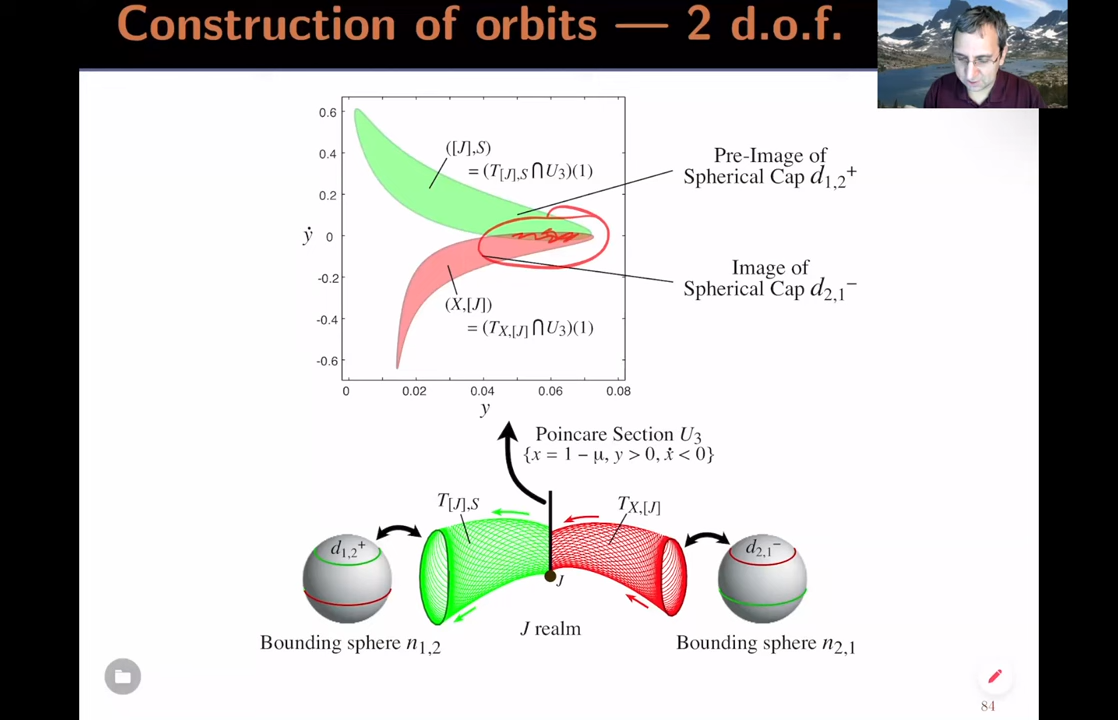 Construction of orbits — 2 d.o.f.
0.6
0.4
0.2
0
-0.2
-0.4
-0.6
ẏ
0
0.02
0.04
0.06
0.08
y
([J],S)
= (T[J],S ⋂ U3)(1)
(X,[J])
= (TX,[J] ⋂ U3)(1)
Pre-Image of
Spherical Cap d1,2+
Image of
Spherical Cap d2,1−
Poincare Section U3
{x = 1 − μ, y > 0, ẋ < 0}
T[J],S
TX,[J]
d1,2+
d2,1−
J
J realm
Bounding sphere n1,2
Bounding sphere n2,1
84